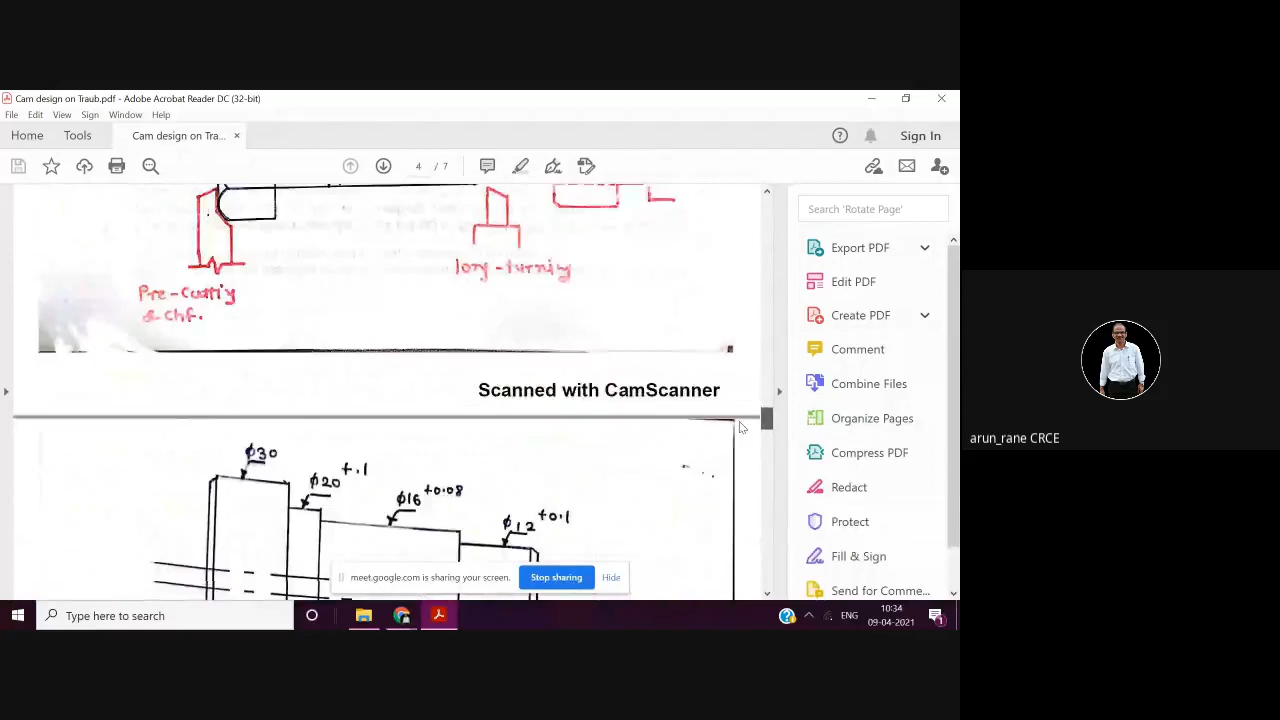 Cam design on Traub.pdf - Adobe Acrobat Reader DC (32-bit)
File Edit View Sign Window Help
Home Tools Cam design on Tra... × Sign In
4 / 7
Search 'Rotate Page'
Export PDF
Edit PDF
Create PDF
Comment
Combine Files
Organize Pages
Compress PDF
Redact
Protect
Fill & Sign
Send for Comme...
long-turning
Pre-Cutting
& Chf.
Scanned with CamScanner
ϕ30
ϕ20 +.1
ϕ16 +0.08
ϕ12 +0.1
meet.google.com is sharing your screen. Stop sharing Hide
Type here to search
ENG
10:34
09-04-2021
1
arun_rane CRCE